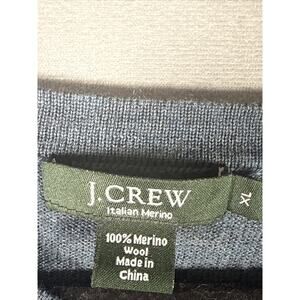 J.CREW
Italian Merino
XL
100% Merino
Wool
Made in
China